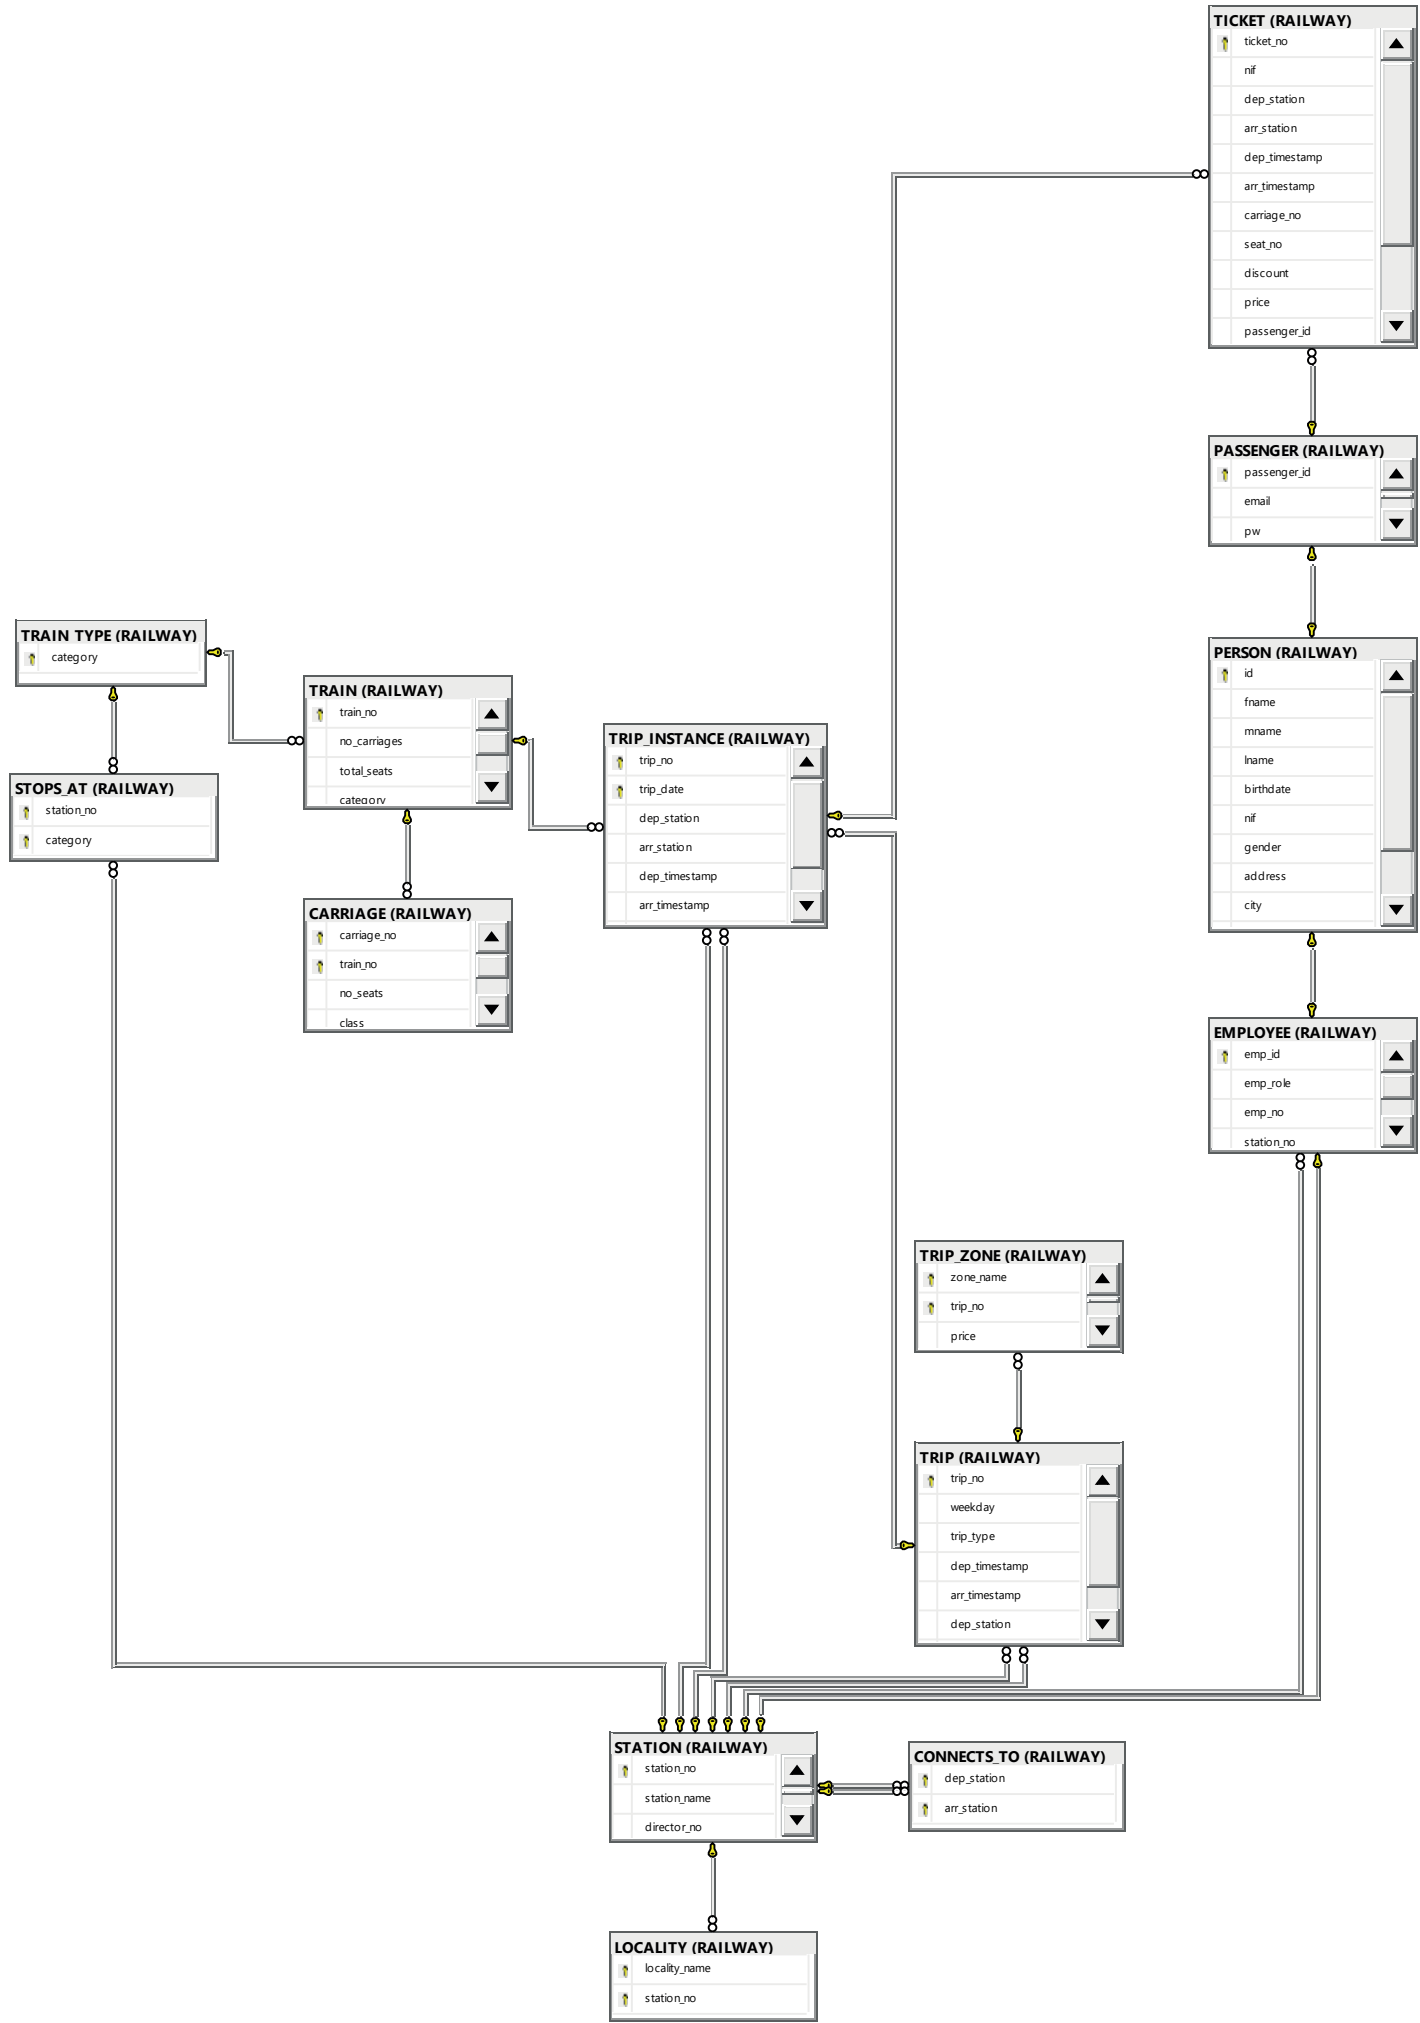 TICKET (RAILWAY)
ticket_no
nif
dep_station
arr_station
dep_timestamp
arr_timestamp
carriage_no
seat_no
discount
price
passenger_id
PASSENGER (RAILWAY)
passenger_id
email
pw
PERSON (RAILWAY)
id
fname
mname
lname
birthdate
nif
gender
address
city
TRAIN_TYPE (RAILWAY)
category
TRAIN (RAILWAY)
train_no
no_carriages
total_seats
category
TRIP_INSTANCE (RAILWAY)
trip_no
trip_date
dep_station
arr_station
dep_timestamp
arr_timestamp
STOPS_AT (RAILWAY)
station_no
category
CARRIAGE (RAILWAY)
carriage_no
train_no
no_seats
class
EMPLOYEE (RAILWAY)
emp_id
emp_role
emp_no
station_no
TRIP_ZONE (RAILWAY)
zone_name
trip_no
price
TRIP (RAILWAY)
trip_no
weekday
trip_type
dep_timestamp
arr_timestamp
dep_station
STATION (RAILWAY)
station_no
station_name
director_no
CONNECTS_TO (RAILWAY)
dep_station
arr_station
LOCALITY (RAILWAY)
locality_name
station_no